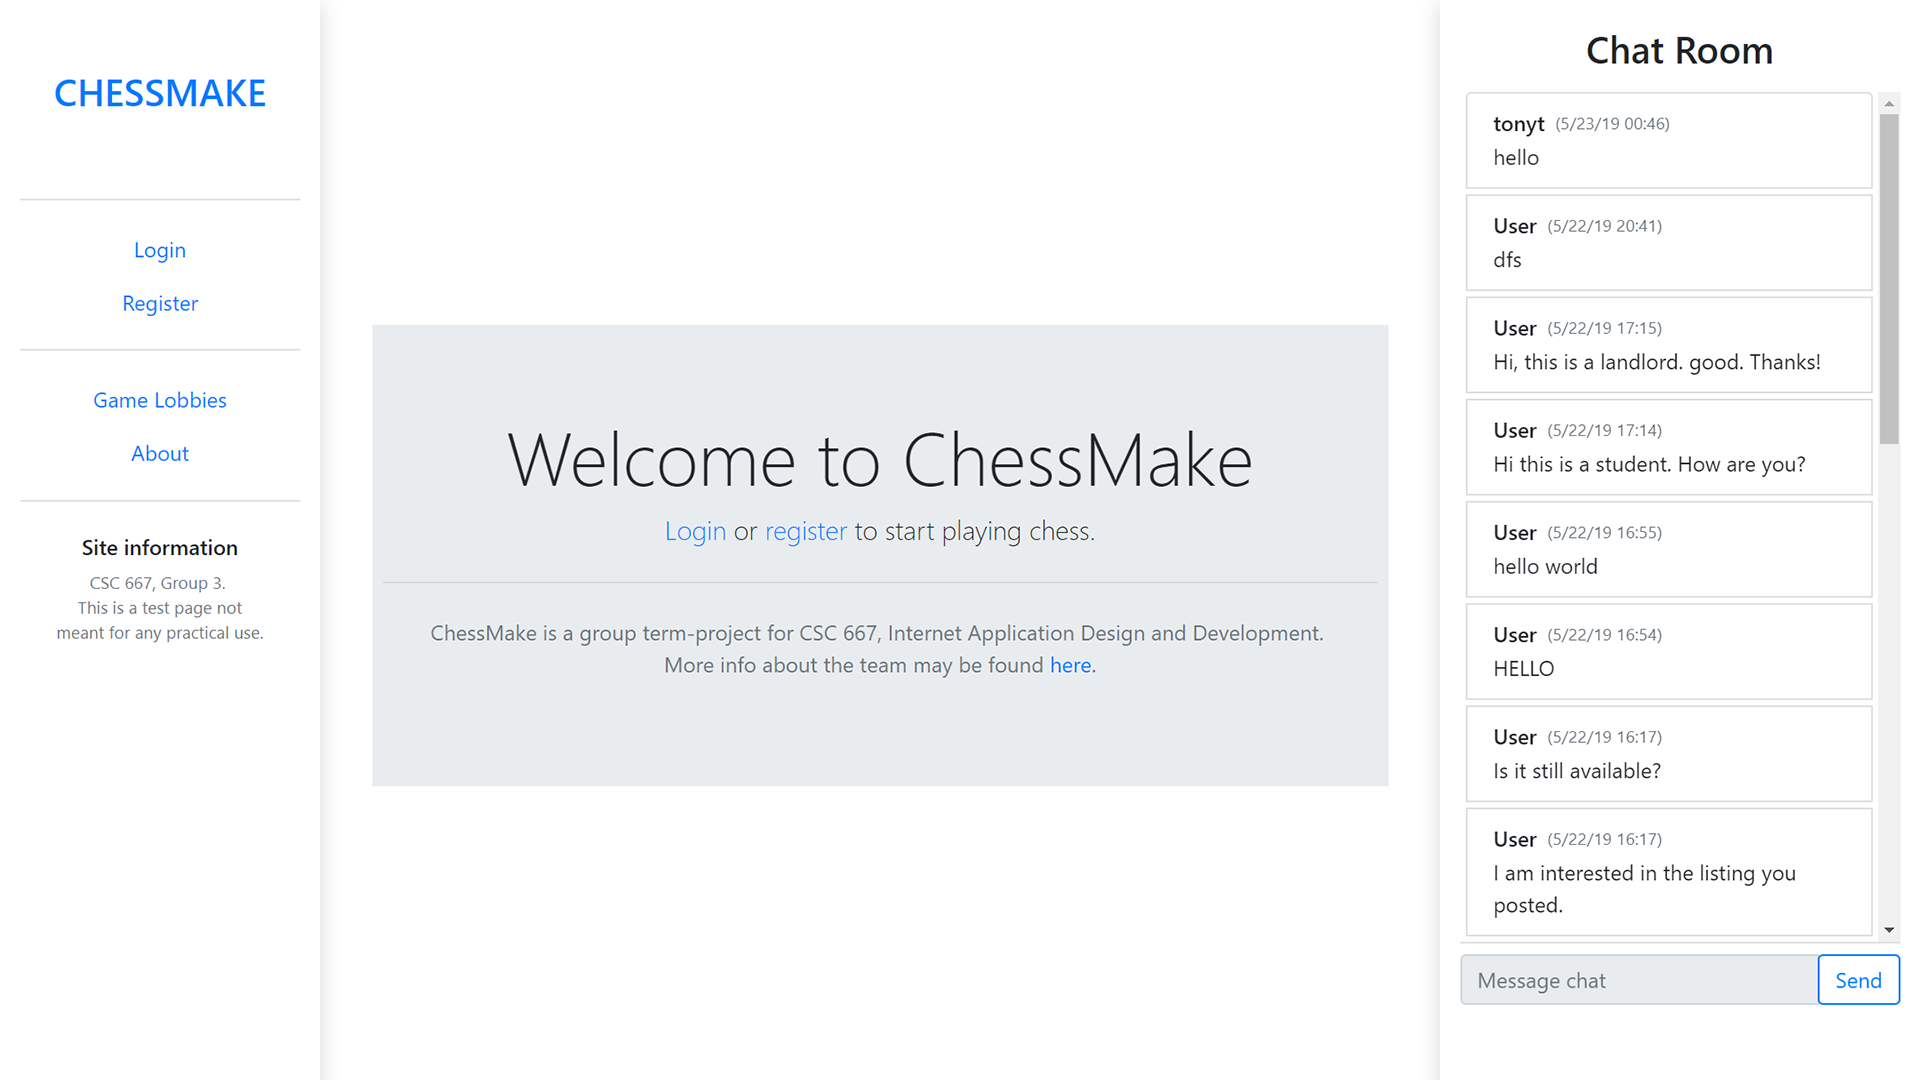 CHESSMAKE
Login
Register
Game Lobbies
About
Site information
CSC 667, Group 3.
This is a test page not
meant for any practical use.
Welcome to ChessMake
Login or register to start playing chess.
ChessMake is a group term-project for CSC 667, Internet Application Design and Development.
More info about the team may be found here.
Chat Room
tonyt (5/23/19 00:46)
hello
User (5/22/19 20:41)
dfs
User (5/22/19 17:15)
Hi, this is a landlord. good. Thanks!
User (5/22/19 17:14)
Hi this is a student. How are you?
User (5/22/19 16:55)
hello world
User (5/22/19 16:54)
HELLO
User (5/22/19 16:17)
Is it still available?
User (5/22/19 16:17)
I am interested in the listing you
posted.
Message chat
Send